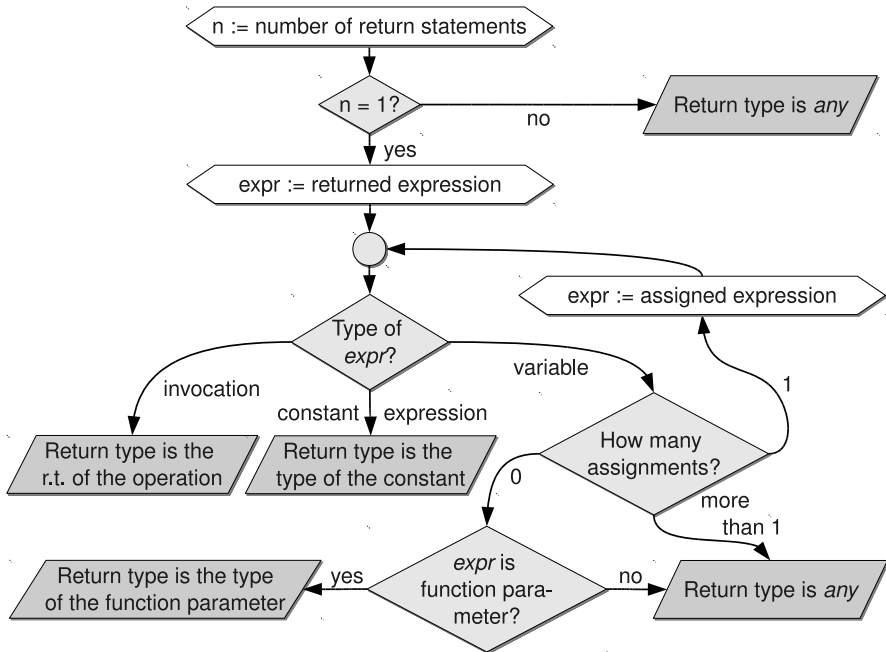 n := number of return statements
n = 1?
no
Return type is any
yes
expr := returned expression
expr := assigned expression
Type of
expr?
variable
1
invocation
constant expression
Return type is the
r.t. of the operation
Return type is the
type of the constant
How many
assignments?
0
more
than 1
expr is
function para-
meter?
yes
no
Return type is the type
of the function parameter
Return type is any